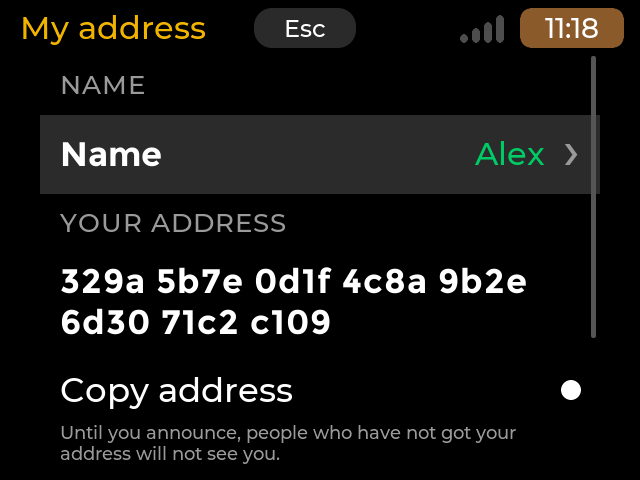 My address
Esc
11:18
NAME
Name
Alex
YOUR ADDRESS
329a 5b7e 0d1f 4c8a 9b2e
6d30 71c2 c109
Copy address
Until you announce, people who have not got your
address will not see you.